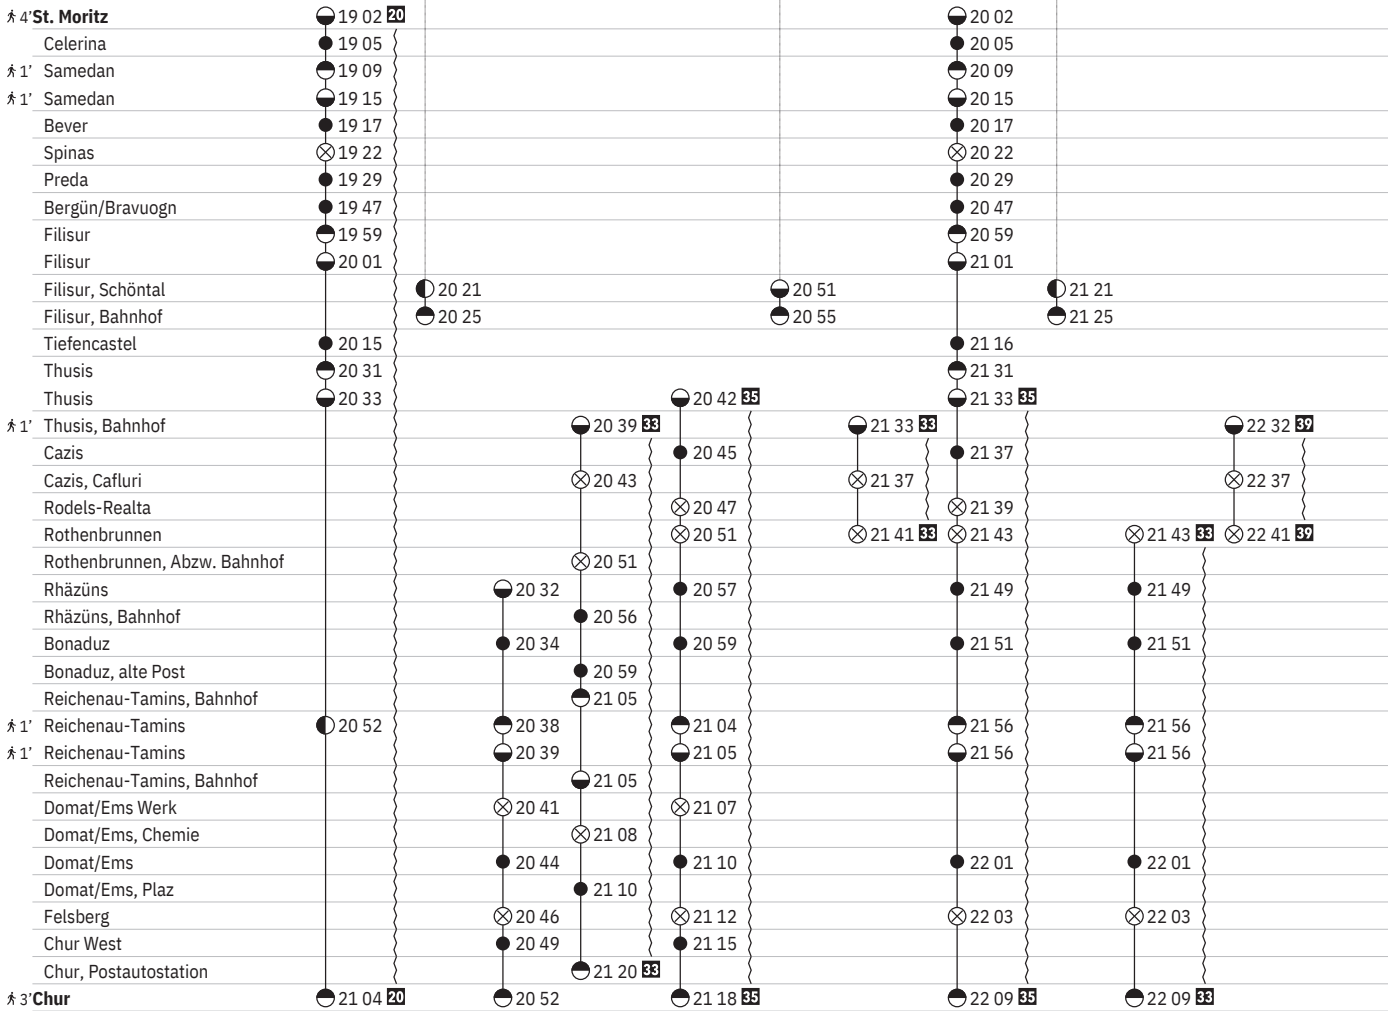 4' St. Moritz 19 02 20 20 02
Celerina 19 05 20 05
1' Samedan 19 09 20 09
1' Samedan 19 15 20 15
Bever 19 17 20 17
Spinas 19 22 20 22
Preda 19 29 20 29
Bergün/Bravuogn 19 47 20 47
Filisur 19 59 20 59
Filisur 20 01 21 01
Filisur, Schöntal 20 21 20 51 21 21
Filisur, Bahnhof 20 25 20 55 21 25
Tiefencastel 20 15 21 16
Thusis 20 31 21 31
Thusis 20 33 20 42 35 21 33 35
1' Thusis, Bahnhof 20 39 33 21 33 33 22 32 39
Cazis 20 45 21 37
Cazis, Cafluri 20 43 21 37 22 37
Rodels-Realta 20 47 21 39
Rothenbrunnen 20 51 21 41 33 21 43 21 43 33 22 41 39
Rothenbrunnen, Abzw. Bahnhof 20 51
Rhäzüns 20 32 20 57 21 49 21 49
Rhäzüns, Bahnhof 20 56
Bonaduz 20 34 20 59 21 51 21 51
Bonaduz, alte Post 20 59
Reichenau-Tamins, Bahnhof 21 05
1' Reichenau-Tamins 20 52 20 38 21 04 21 56 21 56
1' Reichenau-Tamins 20 39 21 05 21 56 21 56
Reichenau-Tamins, Bahnhof 21 05
Domat/Ems Werk 20 41 21 07
Domat/Ems, Chemie 21 08
Domat/Ems 20 44 21 10 22 01 22 01
Domat/Ems, Plaz 21 10
Felsberg 20 46 21 12 22 03 22 03
Chur West 20 49 21 15
Chur, Postautostation 21 20 33
3' Chur 21 04 20 20 52 21 18 35 22 09 35 22 09 33